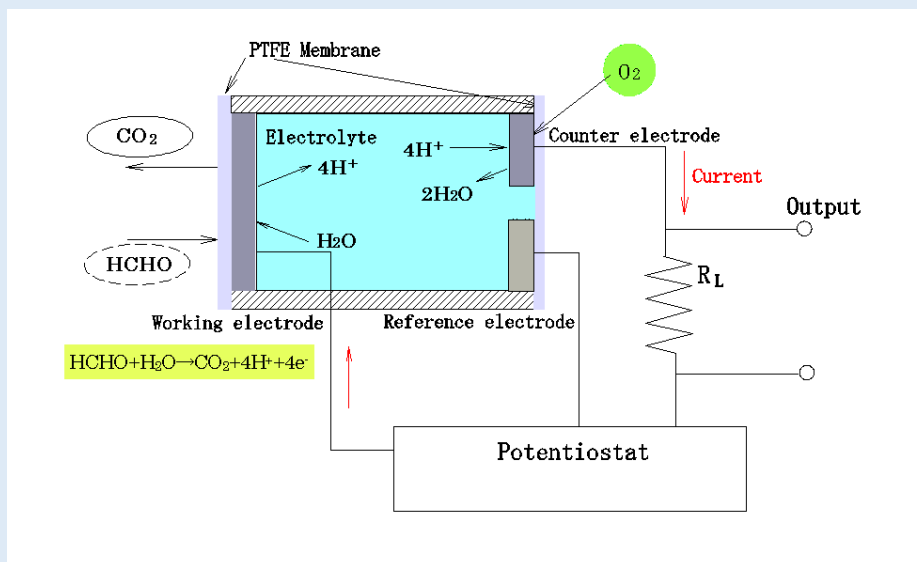 PTFE Membrane
O₂
CO₂
Electrolyte
4H⁺
4H⁺
Counter electrode
Current
2H₂O
Output
H₂O
HCHO
R_L
Working electrode
Reference electrode
HCHO+H₂O→CO₂+4H⁺+4e⁻
Potentiostat